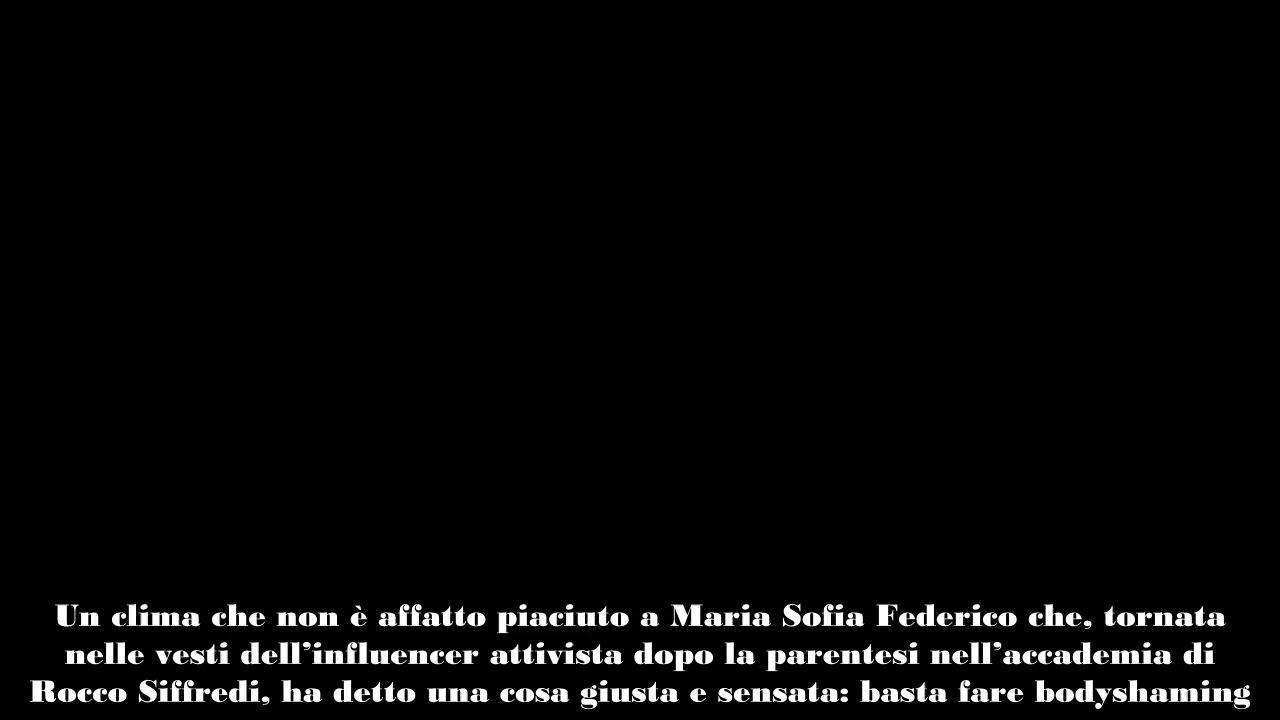 Un clima che non è affatto piaciuto a Maria Sofia Federico che, tornata
nelle vesti dell’influencer attivista dopo la parentesi nell’accademia di
Rocco Siffredi, ha detto una cosa giusta e sensata: basta fare bodyshaming